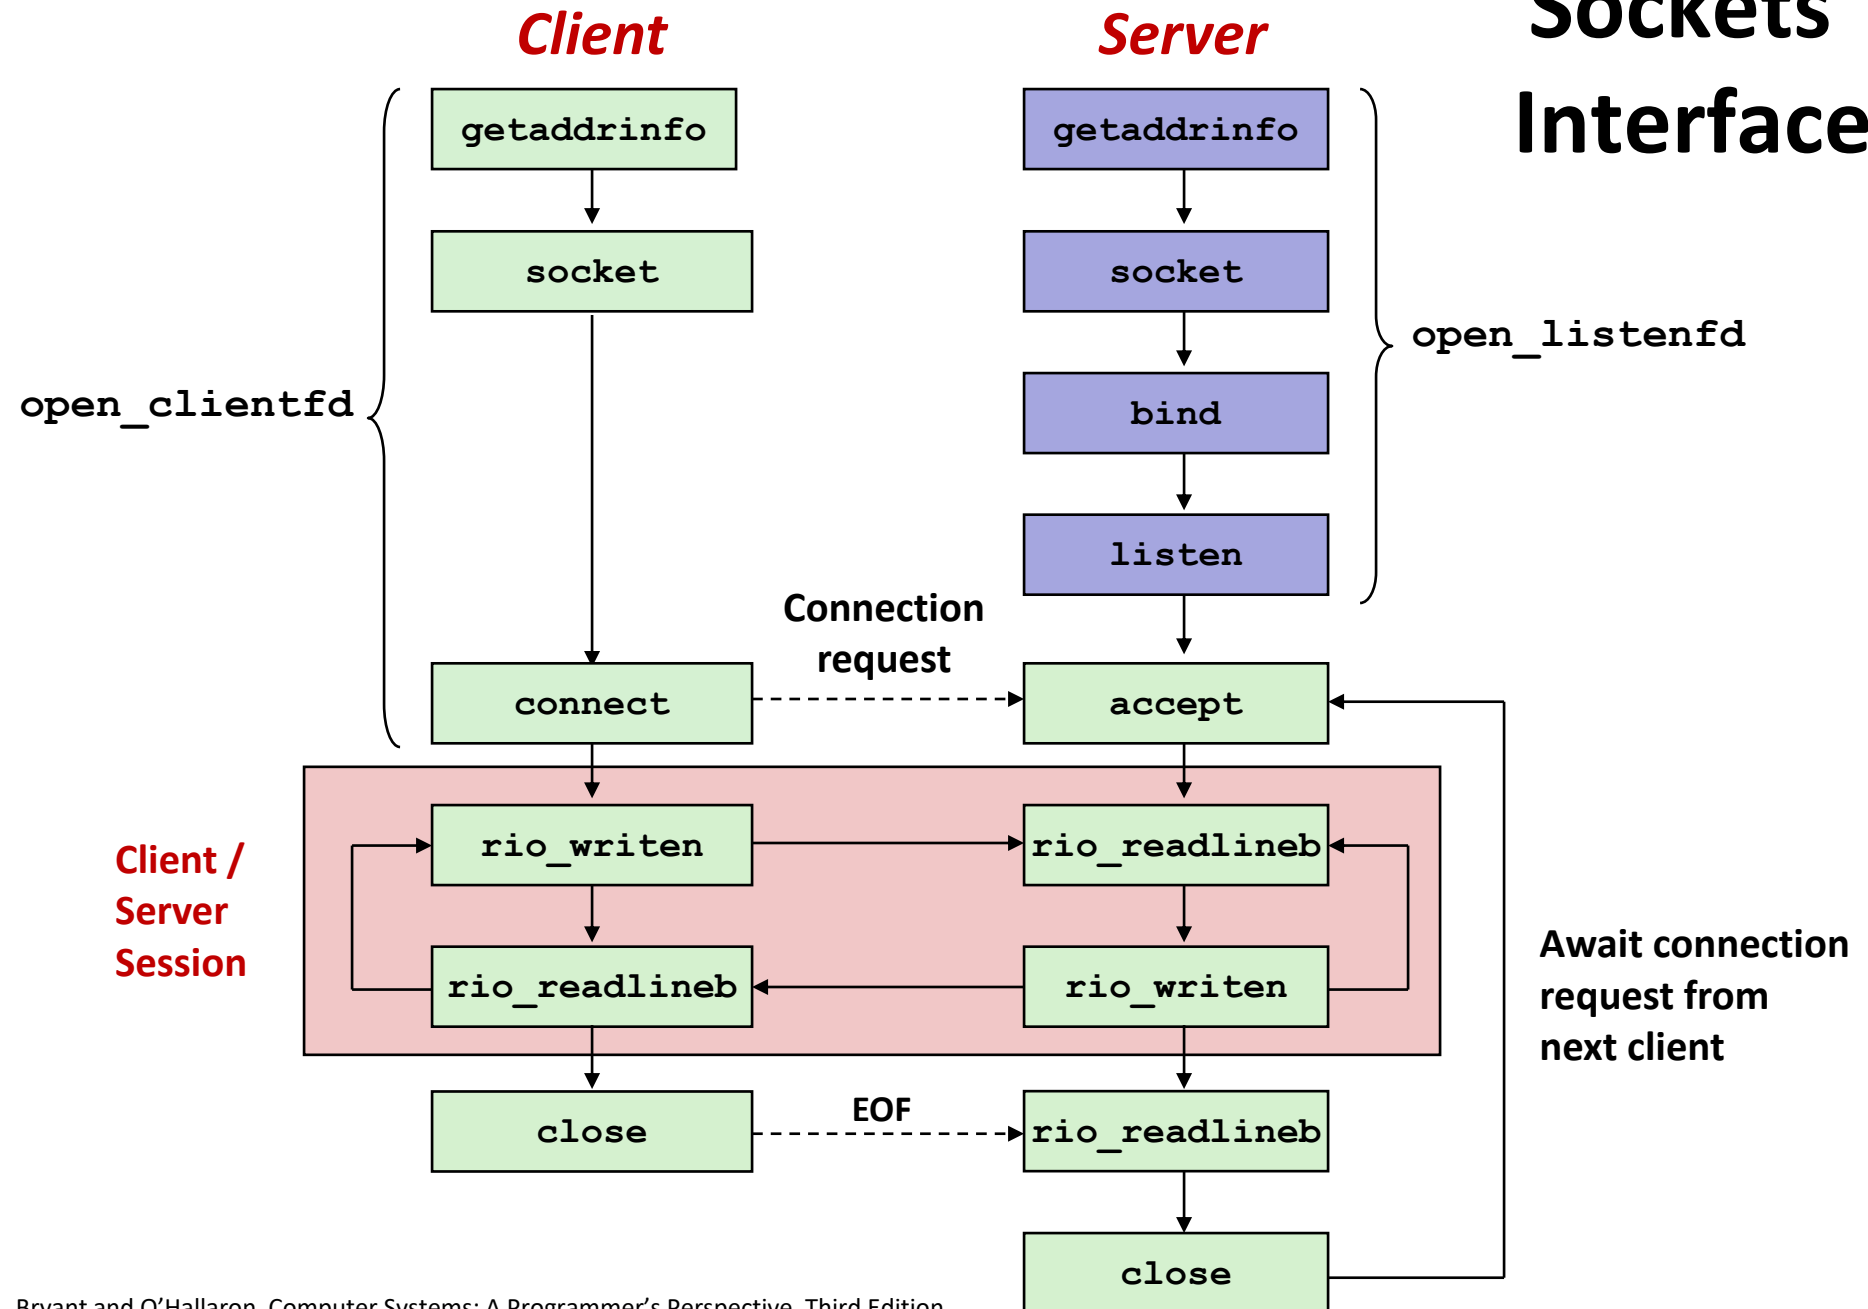 Sockets
Interface
Client
Server
getaddrinfo
getaddrinfo
socket
socket
open_listenfd
open_clientfd
bind
listen
Connection
request
connect
accept
Client /
Server
Session
rio_writen
rio_readlineb
rio_readlineb
rio_writen
Await connection
request from
next client
close
EOF
rio_readlineb
close
Bryant and O'Hallaron, Computer Systems: A Programmer's Perspective, Third Edition